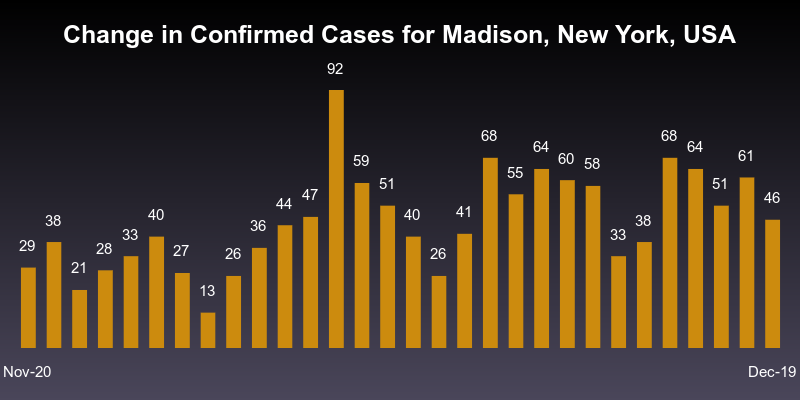 Change in Confirmed Cases for Madison, New York, USA
29 38 21 28 33 40 27 13 26 36 44 47 92 59 51 40 26 41 68 55 64 60 58 33 38 68 64 51 61 46
Nov-20 Dec-19